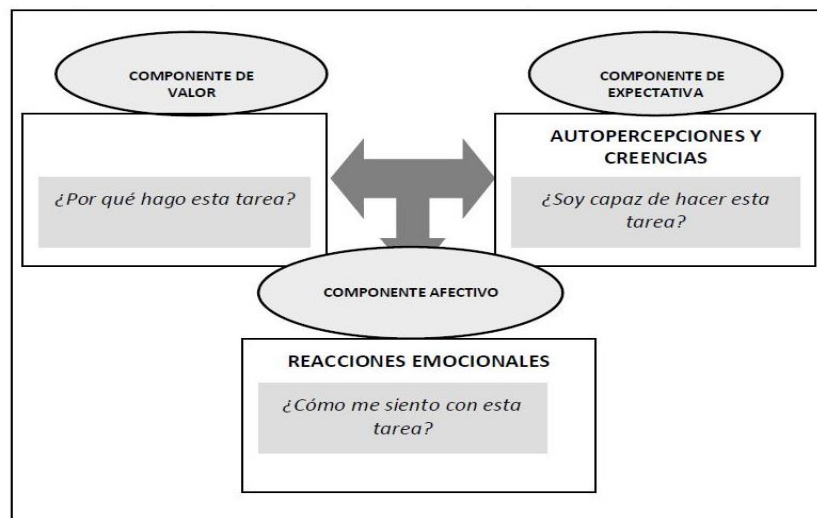 COMPONENTE DE
VALOR
¿Por qué hago esta tarea?
COMPONENTE DE
EXPECTATIVA
AUTOPERCEPCIONES Y
CREENCIAS
¿Soy capaz de hacer esta
tarea?
COMPONENTE AFECTIVO
REACCIONES EMOCIONALES
¿Cómo me siento con esta
tarea?